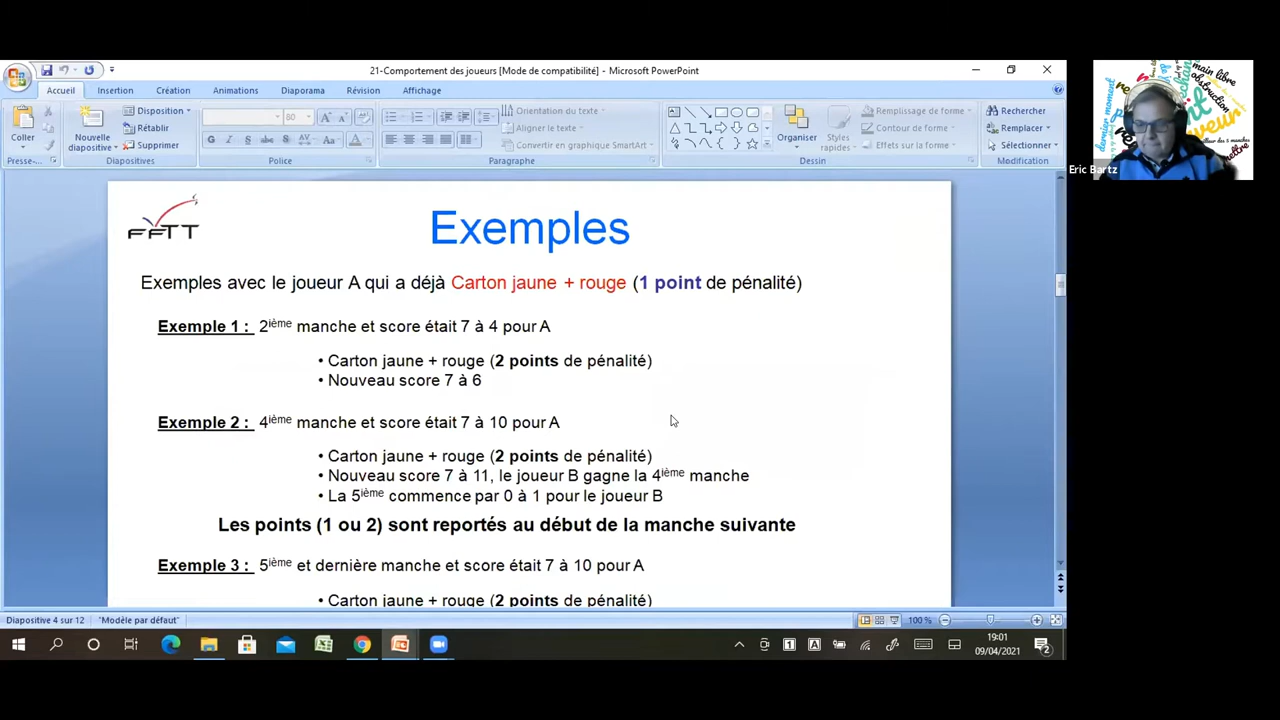 21-Comportement des joueurs [Mode de compatibilité] - Microsoft PowerPoint
Accueil Insertion Création Animations Diaporama Révision Affichage
Coller
Presse-...
Nouvelle diapositive
Disposition
Rétablir
Supprimer
Diapositives
80
Police
Orientation du texte
Aligner le texte
Convertir en graphique SmartArt
Paragraphe
Organiser
Styles rapides
Remplissage de forme
Contour de forme
Effets sur la forme
Dessin
Rechercher
Remplacer
Sélectionner
Modification
FFTT
Exemples
Exemples avec le joueur A qui a déjà Carton jaune + rouge (1 point de pénalité)
Exemple 1 : 2ième manche et score était 7 à 4 pour A
• Carton jaune + rouge (2 points de pénalité)
• Nouveau score 7 à 6
Exemple 2 : 4ième manche et score était 7 à 10 pour A
• Carton jaune + rouge (2 points de pénalité)
• Nouveau score 7 à 11, le joueur B gagne la 4ième manche
• La 5ième commence par 0 à 1 pour le joueur B
Les points (1 ou 2) sont reportés au début de la manche suivante
Exemple 3 : 5ième et dernière manche et score était 7 à 10 pour A
• Carton jaune + rouge (2 points de pénalité)
Diapositive 4 sur 12 "Modèle par défaut" 100 %
19:01
09/04/2021
2
main libre
obstruction
dernier moment
Eric Bartz